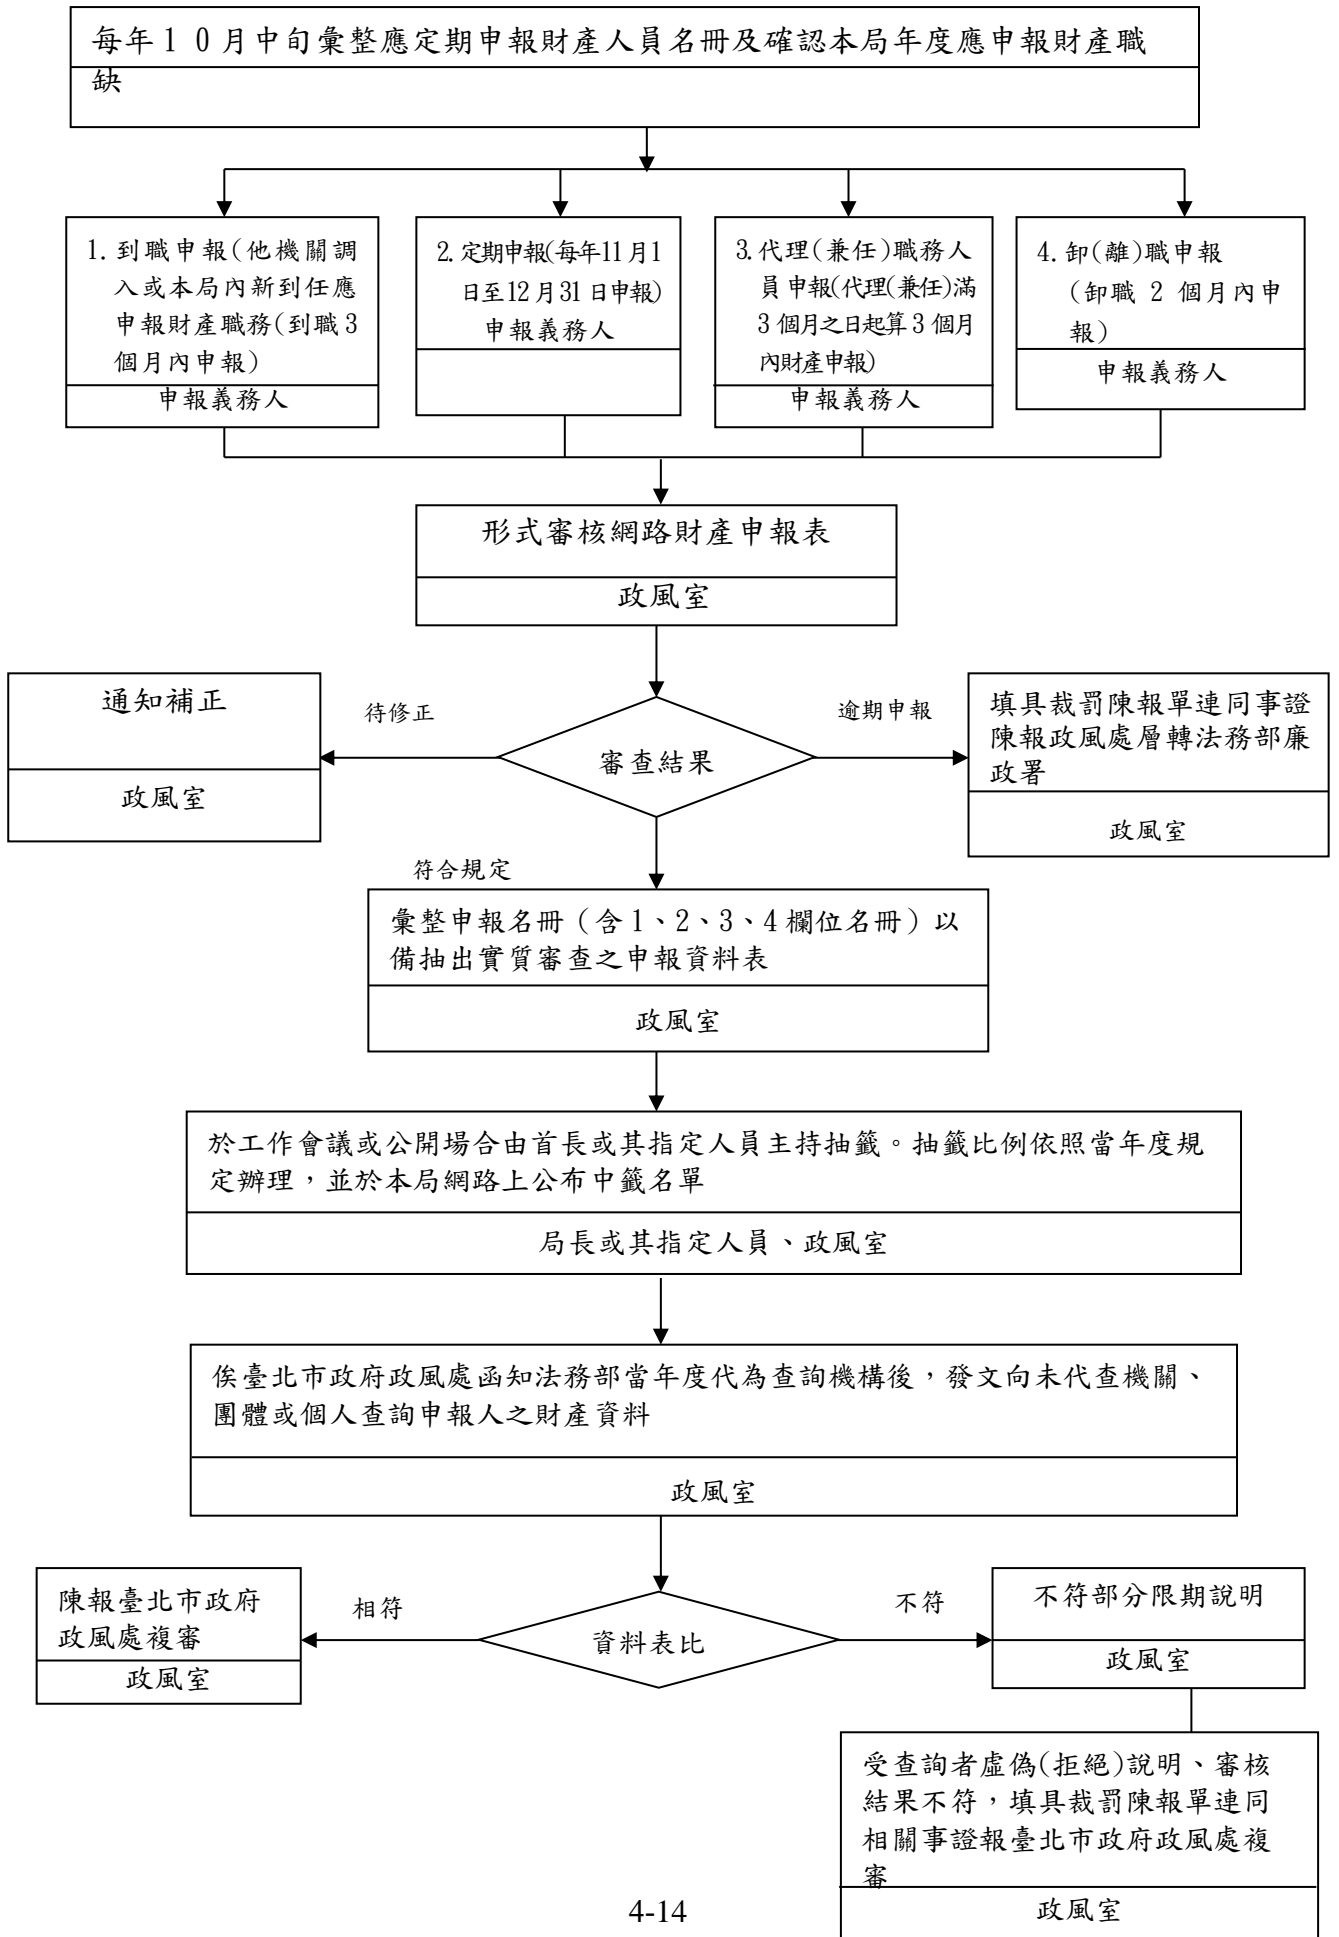 每年10月中旬彙整應定期申報財產人員名冊及確認本局年度應申報財產職
缺
1.到職申報(他機關調
入或本局內新到任應
申報財產職務(到職3
個月內申報)
申報義務人
2.定期申報(每年11月1
日至12月31日申報)
申報義務人
3.代理(兼任)職務人
員申報(代理(兼任)滿
3個月之日起算3個月
內財產申報)
申報義務人
4.卸(離)職申報
(卸職 2 個月內申
報)
申報義務人
形式審核網路財產申報表
政風室
通知補正
政風室
待修正
審查結果
逾期申報
填具裁罰陳報單連同事證
陳報政風處層轉法務部廉
政署
政風室
符合規定
彙整申報名冊（含1、2、3、4欄位名冊）以
備抽出實質審查之申報資料表
政風室
於工作會議或公開場合由首長或其指定人員主持抽籤。抽籤比例依照當年度規
定辦理，並於本局網路上公布中籤名單
局長或其指定人員、政風室
俟臺北市政府政風處函知法務部當年度代為查詢機構後，發文向未代查機關、
團體或個人查詢申報人之財產資料
政風室
陳報臺北市政府
政風處複審
政風室
相符
資料表比
不符
不符部分限期說明
政風室
受查詢者虛偽(拒絕)說明、審核
結果不符，填具裁罰陳報單連同
相關事證報臺北市政府政風處複
審
政風室
4-14